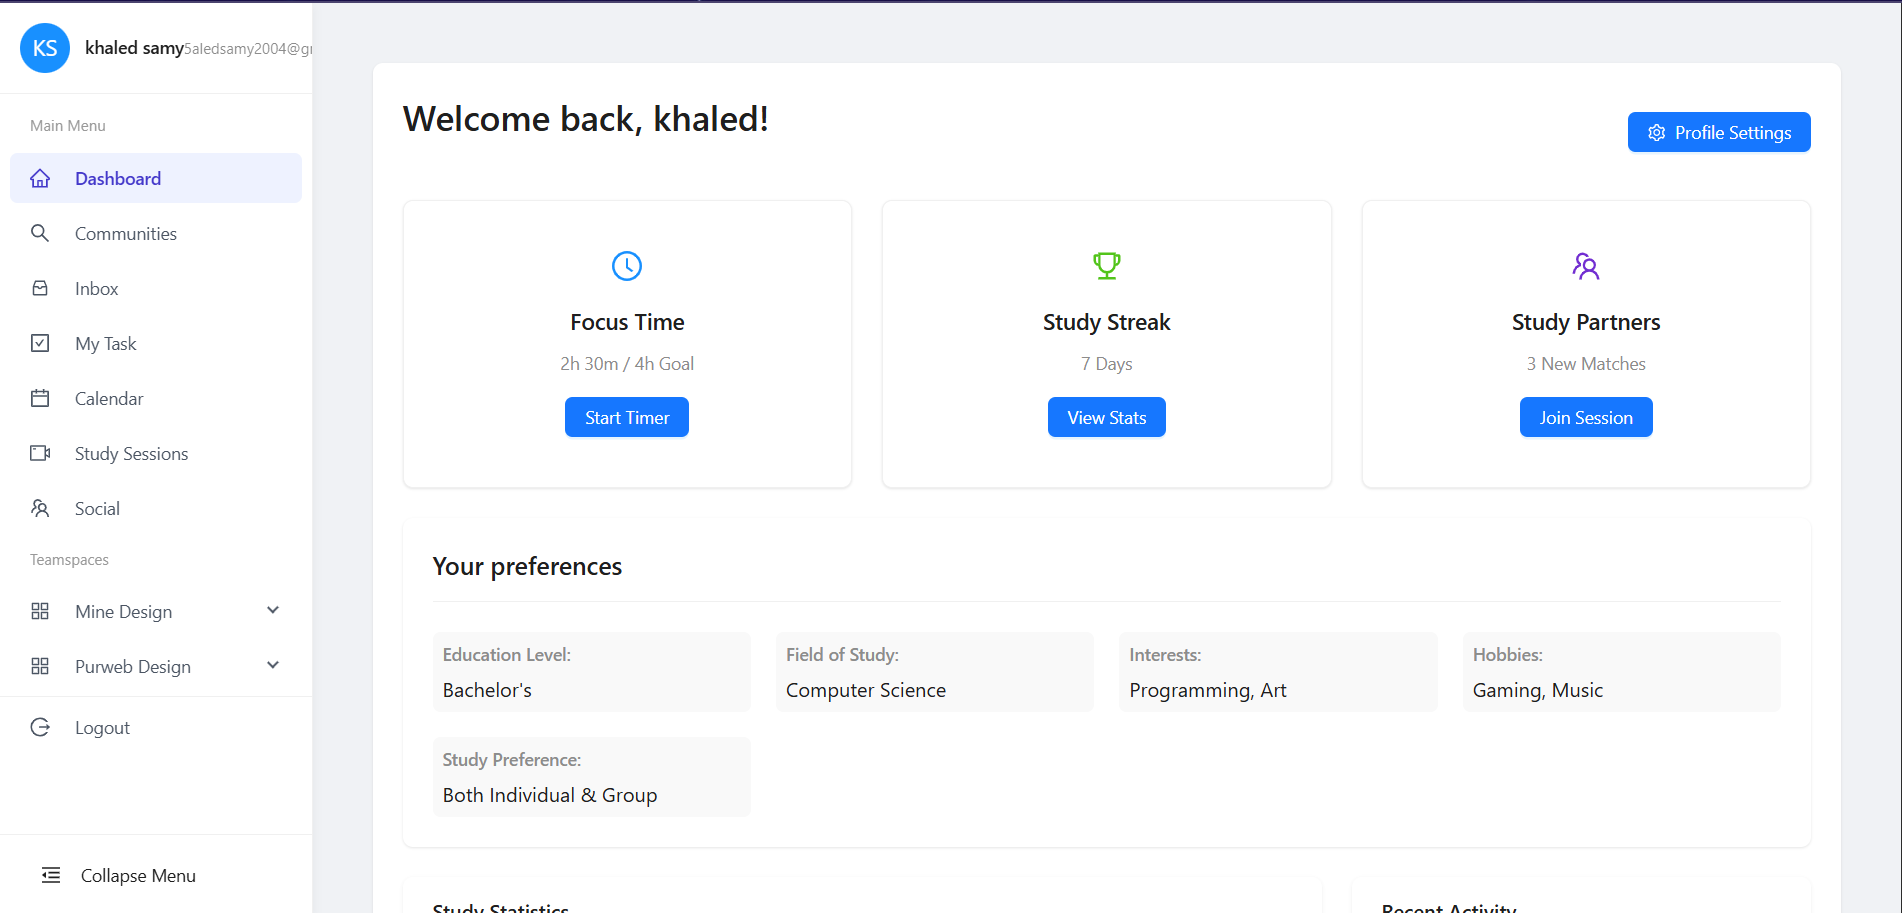 KS
khaled samy5aledsamy2004@g
Main Menu
Dashboard
Communities
Inbox
My Task
Calendar
Study Sessions
Social
Teamspaces
Mine Design
Purweb Design
Logout
Collapse Menu
Welcome back, khaled!
Profile Settings
Focus Time
2h 30m / 4h Goal
Start Timer
Study Streak
7 Days
View Stats
Study Partners
3 New Matches
Join Session
Your preferences
Education Level:
Bachelor's
Field of Study:
Computer Science
Interests:
Programming, Art
Hobbies:
Gaming, Music
Study Preference:
Both Individual & Group
Study Statistics
Recent Activity